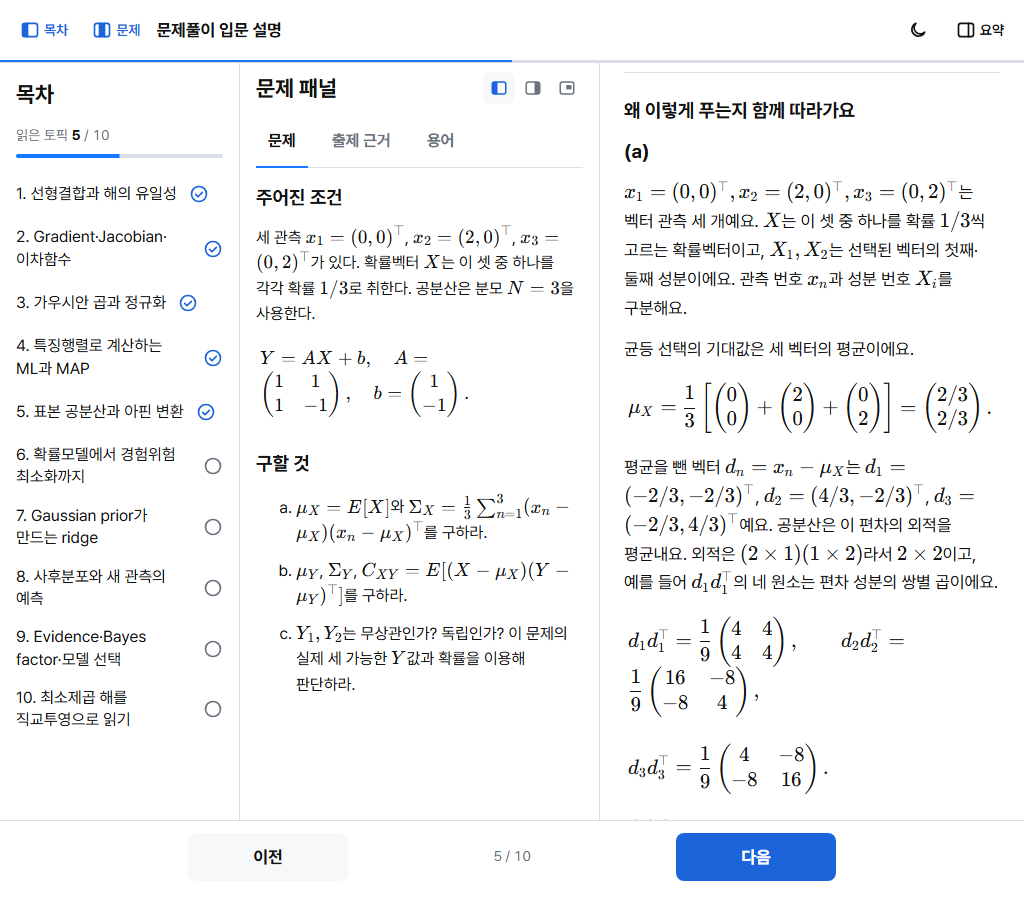 목차 문제 문제풀이 입문 설명 요약
목차
읽은 토픽 5 / 10
1. 선형결합과 해의 유일성
2. Gradient·Jacobian·
이차함수
3. 가우시안 곱과 정규화
4. 특징행렬로 계산하는
ML과 MAP
5. 표본 공분산과 아핀 변환
6. 확률모델에서 경험위험
최소화까지
7. Gaussian prior가
만드는 ridge
8. 사후분포와 새 관측의
예측
9. Evidence·Bayes
factor·모델 선택
10. 최소제곱 해를
직교투영으로 읽기
문제 패널
문제 출제 근거 용어
주어진 조건
세 관측 x₁ = (0, 0)^⊤, x₂ = (2, 0)^⊤, x₃ =
(0, 2)^⊤가 있다. 확률벡터 X는 이 셋 중 하나를
각각 확률 1/3로 취한다. 공분산은 분모 N = 3을
사용한다.
Y = AX + b, A =
(1 1; 1 −1), b = (1; −1).
구할 것
a. μ_X = E[X]와 Σ_X = 1/3 ∑_{n=1}^3 (x_n −
μ_X)(x_n − μ_X)^⊤를 구하라.
b. μ_Y, Σ_Y, C_{XY} = E[(X − μ_X)(Y −
μ_Y)^⊤]를 구하라.
c. Y₁, Y₂는 무상관인가? 독립인가? 이 문제의
실제 세 가능한 Y값과 확률을 이용해
판단하라.
왜 이렇게 푸는지 함께 따라가요
(a)
x₁ = (0, 0)^⊤, x₂ = (2, 0)^⊤, x₃ = (0, 2)^⊤는
벡터 관측 세 개예요. X는 이 셋 중 하나를 확률 1/3씩
고르는 확률벡터이고, X₁, X₂는 선택된 벡터의 첫째·
둘째 성분이에요. 관측 번호 x_n과 성분 번호 X_i를
구분해요.
균등 선택의 기대값은 세 벡터의 평균이에요.
μ_X = 1/3 [(0; 0) + (2; 0) + (0; 2)] = (2/3; 2/3).
평균을 뺀 벡터 d_n = x_n − μ_X는 d₁ =
(−2/3, −2/3)^⊤, d₂ = (4/3, −2/3)^⊤, d₃ =
(−2/3, 4/3)^⊤예요. 공분산은 이 편차의 외적을
평균내요. 외적은 (2 × 1)(1 × 2)라서 2 × 2이고,
예를 들어 d₁d₁^⊤의 네 원소는 편차 성분의 쌍별 곱이에요.
d₁d₁^⊤ = 1/9 (4 4; 4 4), d₂d₂^⊤ =
1/9 (16 −8; −8 4),
d₃d₃^⊤ = 1/9 (4 −8; −8 16).
이전 5 / 10 다음